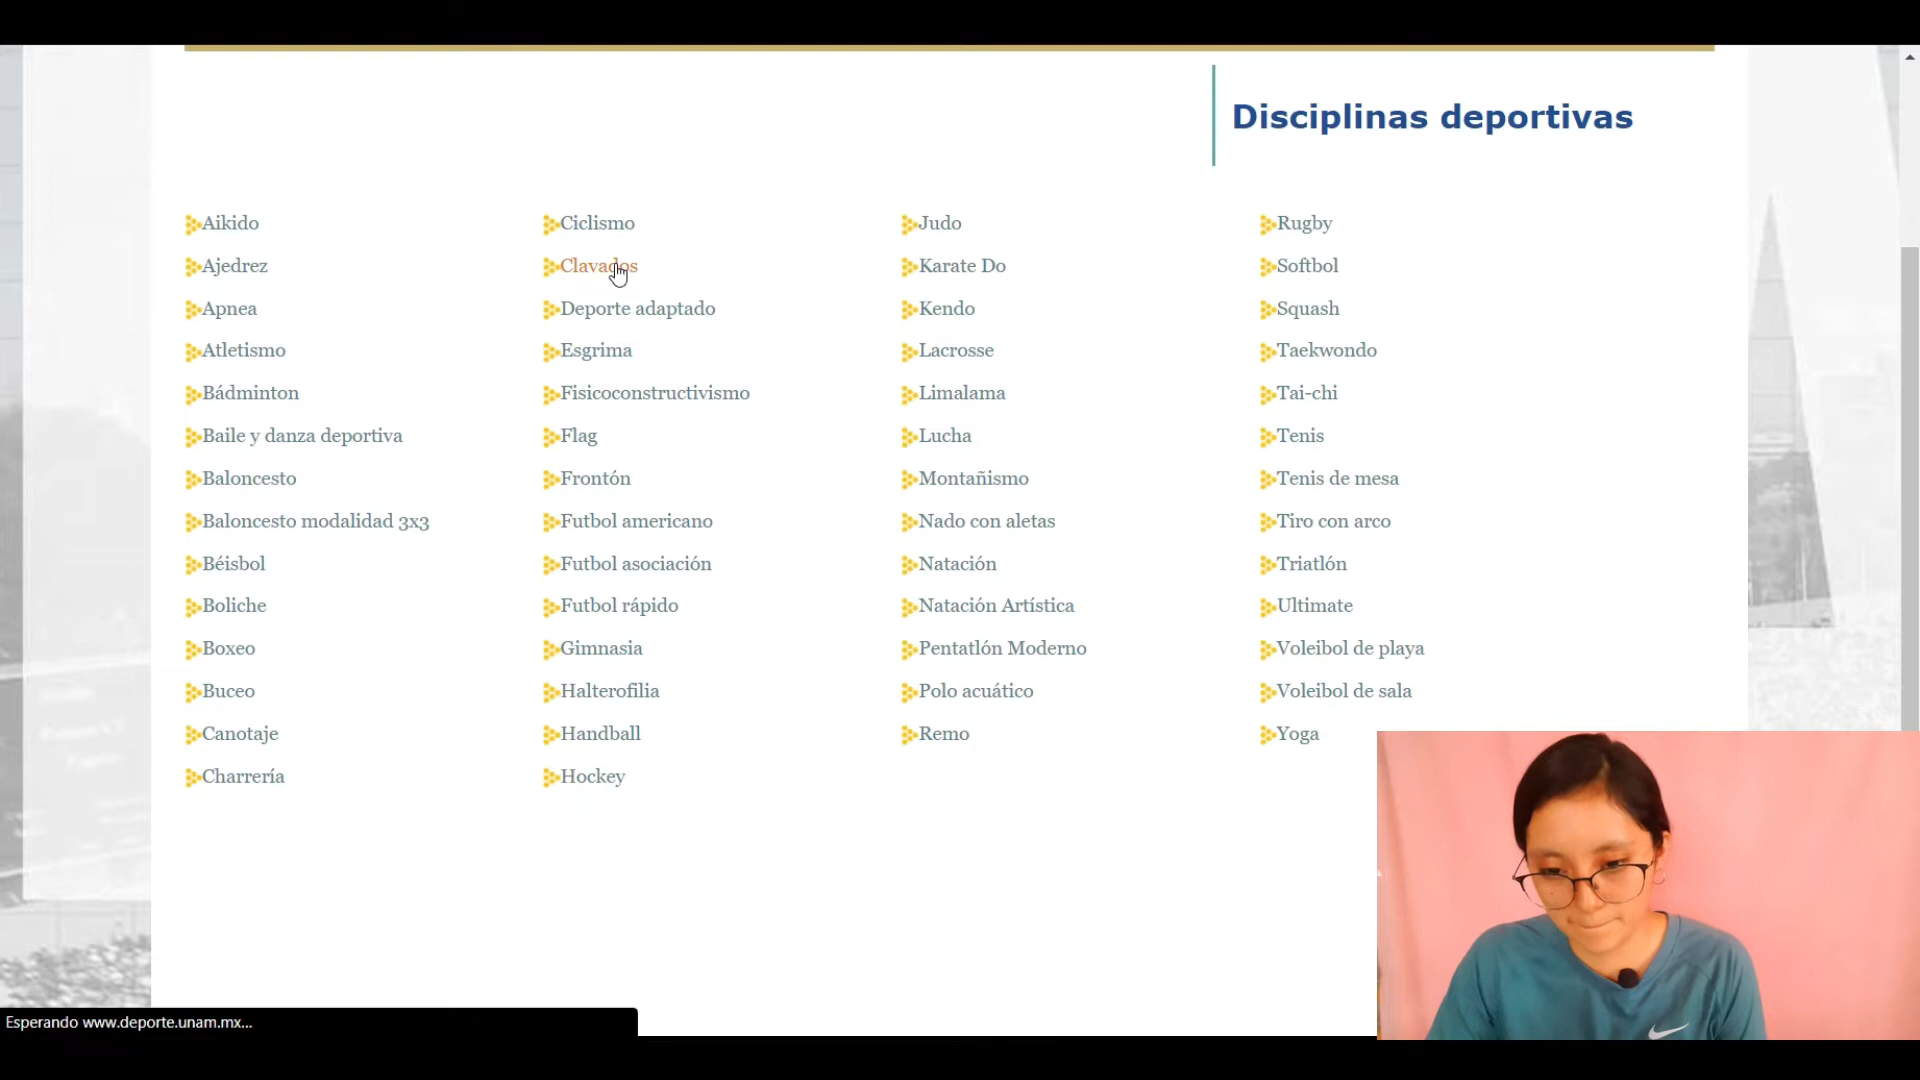 Disciplinas deportivas
Aikido
Ajedrez
Apnea
Atletismo
Bádminton
Baile y danza deportiva
Baloncesto
Baloncesto modalidad 3x3
Béisbol
Boliche
Boxeo
Buceo
Canotaje
Charrería
Ciclismo
Clavados
Deporte adaptado
Esgrima
Fisicoconstructivismo
Flag
Frontón
Futbol americano
Futbol asociación
Futbol rápido
Gimnasia
Halterofilia
Handball
Hockey
Judo
Karate Do
Kendo
Lacrosse
Limalama
Lucha
Montañismo
Nado con aletas
Natación
Natación Artística
Pentatlón Moderno
Polo acuático
Remo
Rugby
Softbol
Squash
Taekwondo
Tai-chi
Tenis
Tenis de mesa
Tiro con arco
Triatlón
Ultimate
Voleibol de playa
Voleibol de sala
Yoga
Esperando www.deporte.unam.mx...